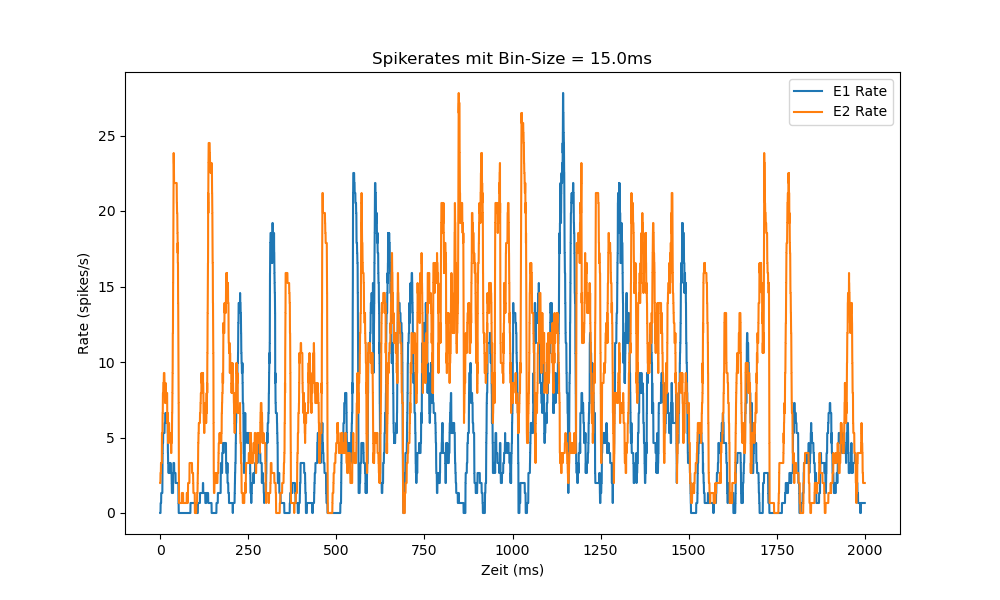 Spikerates mit Bin-Size = 15.0ms
E1 Rate
E2 Rate
Rate (spikes/s)
25
20
15
10
5
0
0 250 500 750 1000 1250 1500 1750 2000
Zeit (ms)